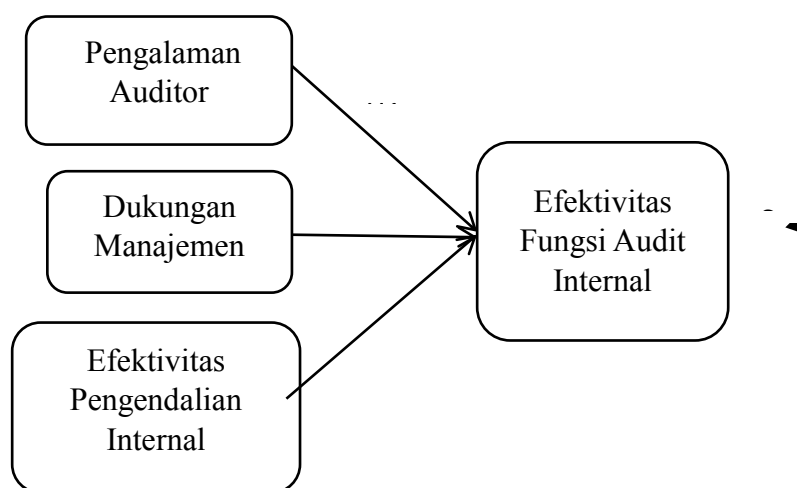 Pengalaman
Auditor
Dukungan
Manajemen
Efektivitas
Pengendalian
Internal
Efektivitas
Fungsi Audit
Internal